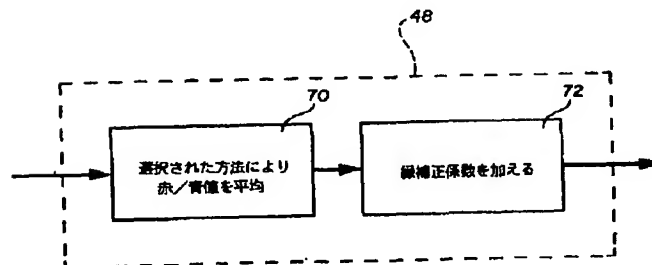 48
70
72
選択された方法により
赤/青値を平均
緑補正係数を加える